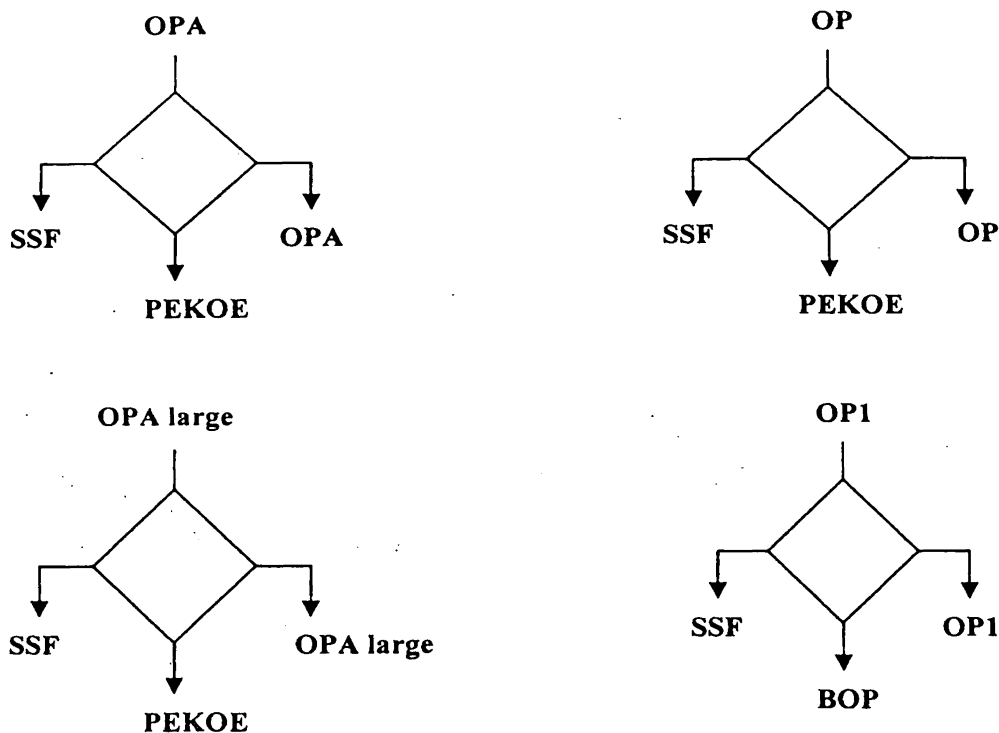 OPA
SSF
OPA
PEKOE
OP
SSF
OP
PEKOE
OPA large
SSF
OPA large
PEKOE
OP1
SSF
OP1
BOP